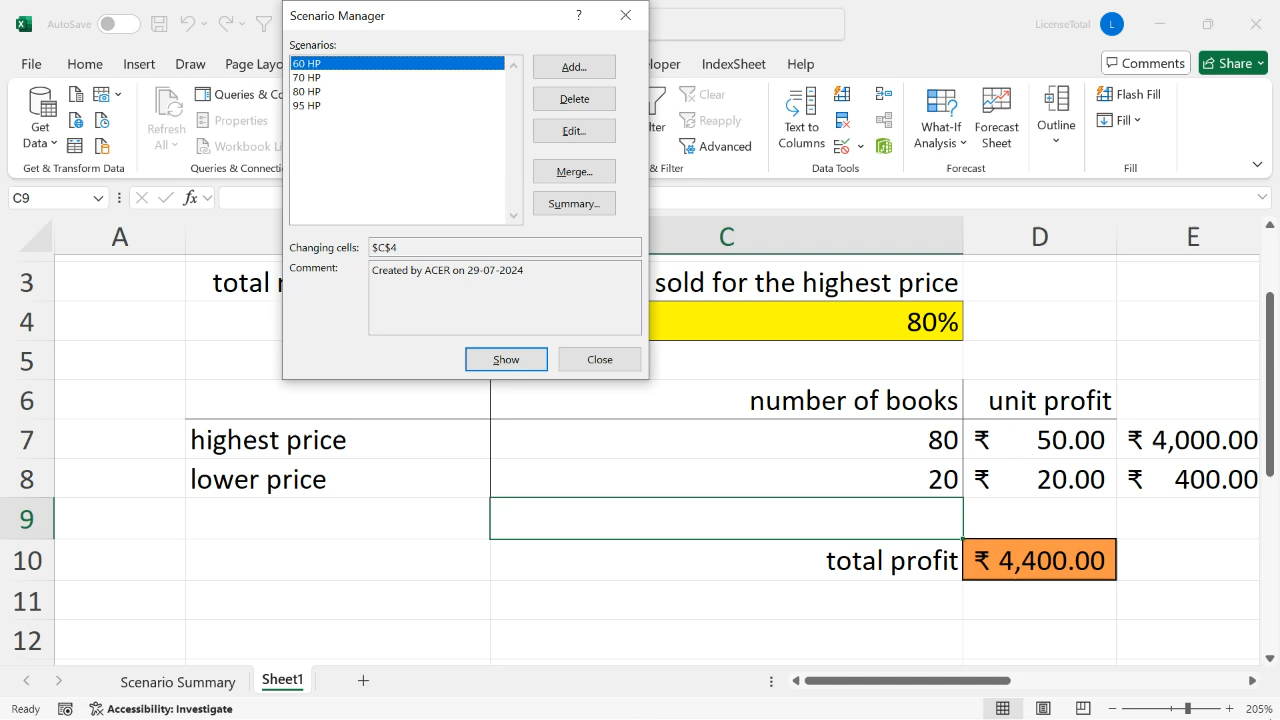 AutoSave
LicenseTotal
L
Scenario Manager
?
File
Home
Insert
Draw
Page Layo
eloper
IndexSheet
Help
Comments
Share
Get
Data
Refresh
All
Queries & Co
Properties
Workbook Li
lter
Clear
Reapply
Advanced
Text to
Columns
What-If
Analysis
Forecast
Sheet
Outline
Flash Fill
Fill
Get & Transform Data
Queries & Connecti
& Filter
Data Tools
Forecast
Fill
Scenarios:
60 HP
70 HP
80 HP
95 HP
Add...
Delete
Edit...
Merge...
Summary...
Changing cells:
$C$4
Comment:
Created by ACER on 29-07-2024
Show
Close
C9
fx
A
C
D
E
3
total
sold for the highest price
4
80%
5
6
number of books
unit profit
7
highest price
80
₹ 50.00
₹ 4,000.00
8
lower price
20
₹ 20.00
₹ 400.00
9
10
total profit
₹ 4,400.00
11
12
Scenario Summary
Sheet1
Ready
Accessibility: Investigate
205%